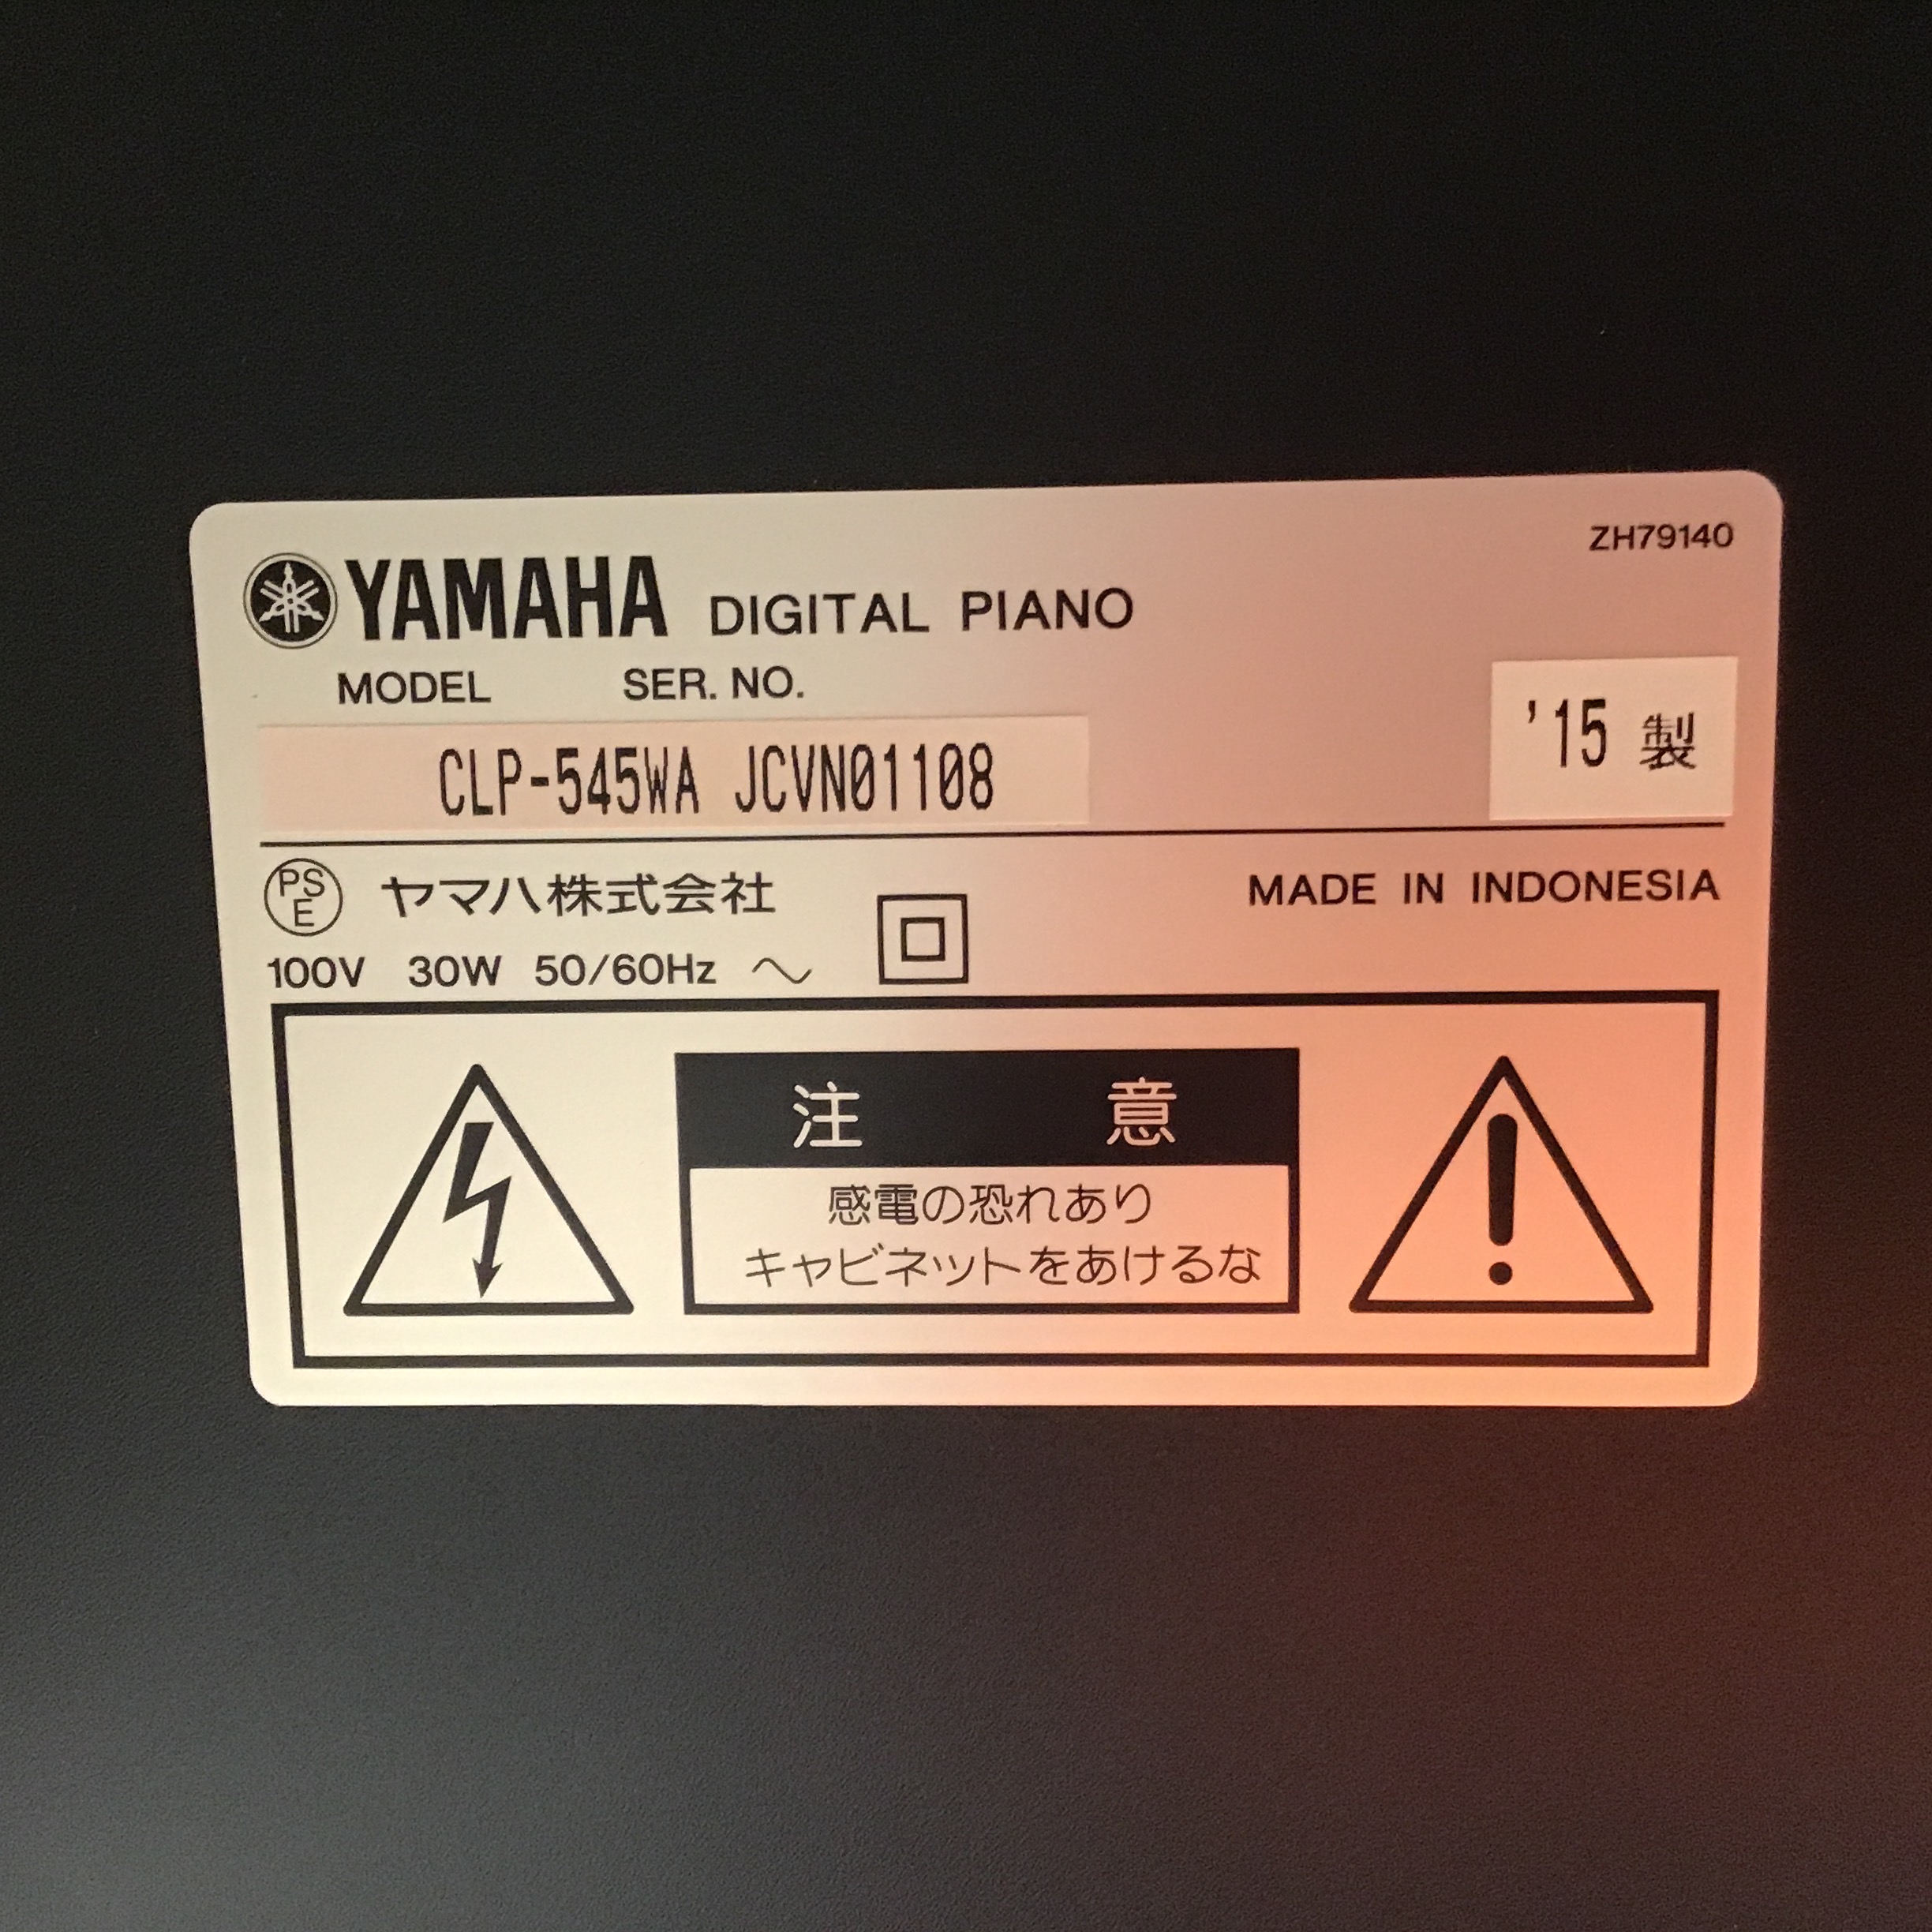 ZH79140
YAMAHA DIGITAL PIANO
MODEL SER. NO.
CLP-545WA JCVN01108
'15 製
PSE ヤマハ株式会社
MADE IN INDONESIA
100V 30W 50/60Hz ～
注 意
感電の恐れあり
キャビネットをあけるな